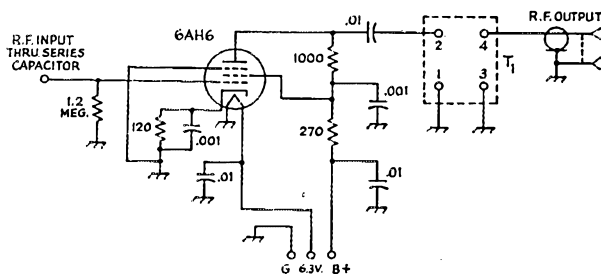 R.F. INPUT
THRU SERIES
CAPACITOR
6AH6
.01
R.F. OUTPUT
1000
2
4
T1
1
3
.001
1.2
MEG.
120
.001
270
.01
.01
G 6.3V. B+